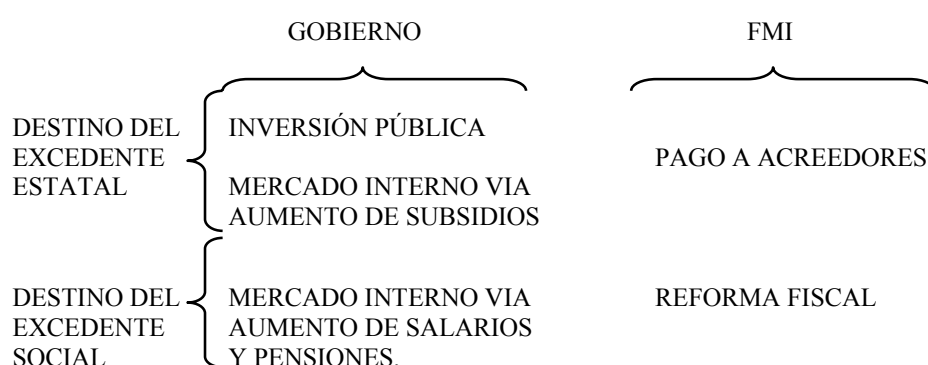 GOBIERNO FMI
DESTINO DEL
EXCEDENTE
ESTATAL
INVERSIÓN PÚBLICA
MERCADO INTERNO VIA
AUMENTO DE SUBSIDIOS
PAGO A ACREEDORES
DESTINO DEL
EXCEDENTE
SOCIAL
MERCADO INTERNO VIA
AUMENTO DE SALARIOS
Y PENSIONES.
REFORMA FISCAL